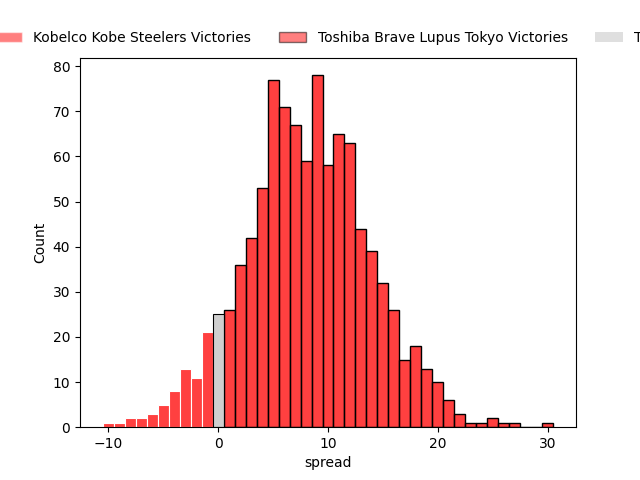 Kobelco Kobe Steelers Victories Toshiba Brave Lupus Tokyo Victories T
80
70
60
50
40
30
20
10
0
Count
−10 0 10 20 30
spread